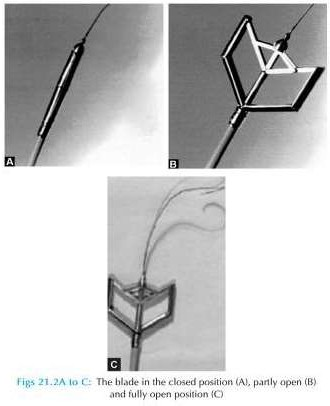 A
B
C
Figs 21.2A to C: The blade in the closed position (A), partly open (B)
and fully open position (C)